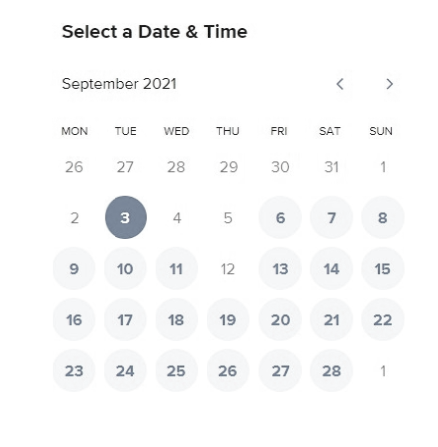 Select a Date & Time
September 2021
MON TUE WED THU FRI SAT SUN
26 27 28 29 30 31 1
2 3 4 5 6 7 8
9 10 11 12 13 14 15
16 17 18 19 20 21 22
23 24 25 26 27 28 1